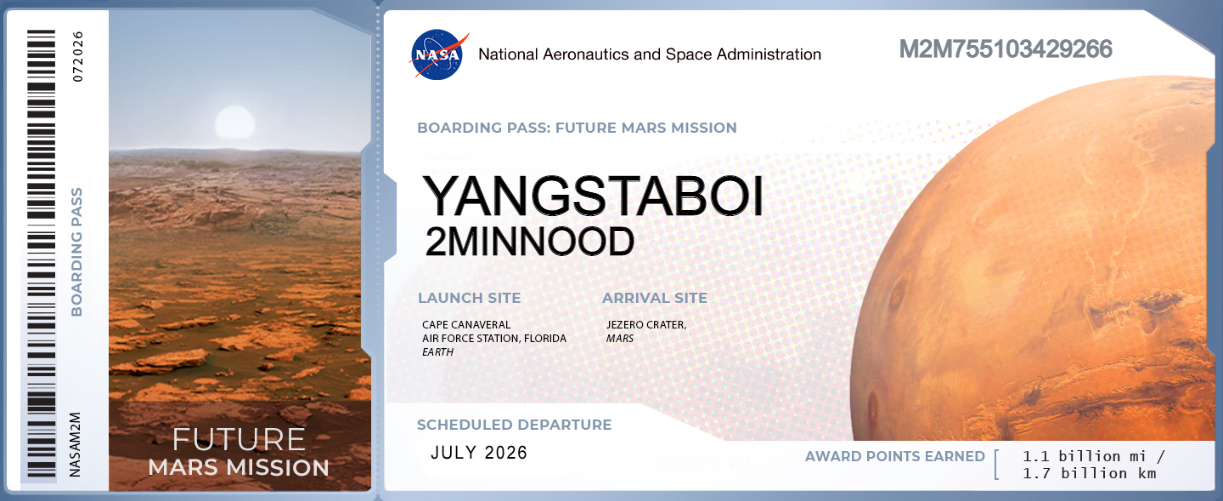 072026
BOARDING PASS
NASAM2M
FUTURE
MARS MISSION
NASA
National Aeronautics and Space Administration
M2M755103429266
BOARDING PASS: FUTURE MARS MISSION
YANGSTABOI
2MINNOOD
LAUNCH SITE
CAPE CANAVERAL
AIR FORCE STATION, FLORIDA
EARTH
ARRIVAL SITE
JEZERO CRATER,
MARS
SCHEDULED DEPARTURE
JULY 2026
AWARD POINTS EARNED
1.1 billion mi /
1.7 billion km